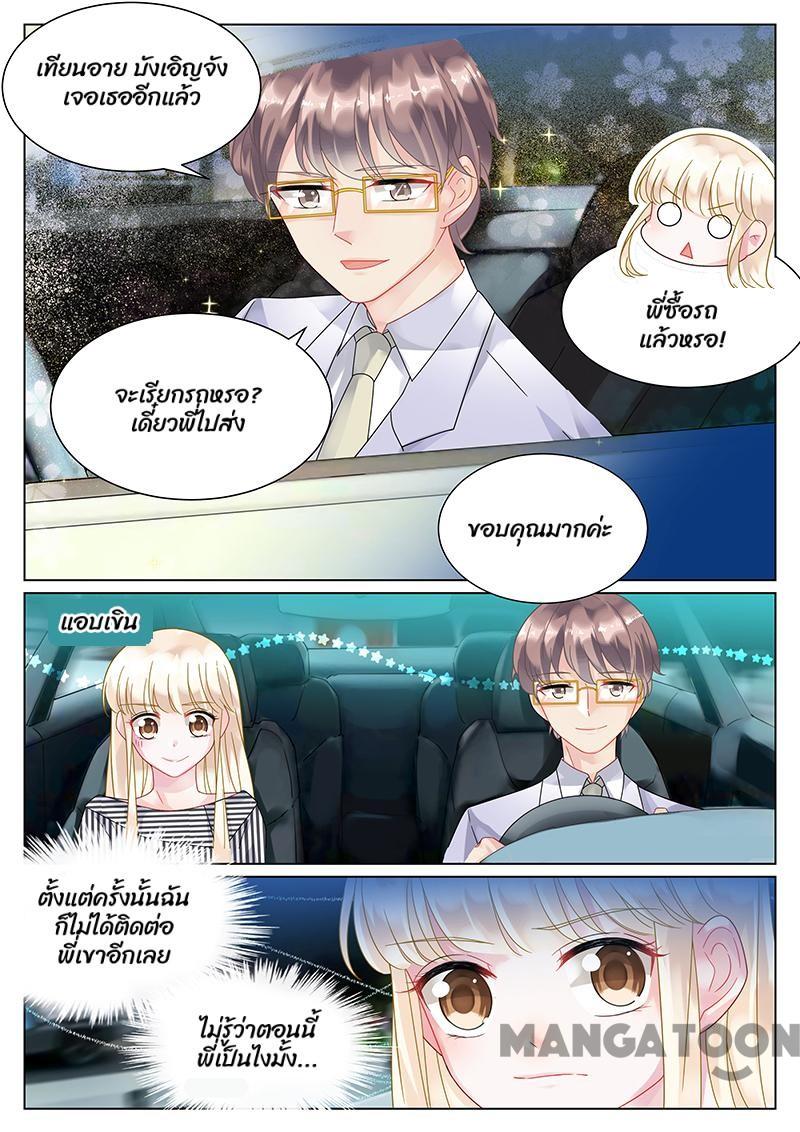 เทียนอาย บังเอิญจัง
เจอเธออีกแล้ว
พี่ซื้อรถ
แล้วหรอ!
จะเรียกรถหรอ?
เดี๋ยวพี่ไปส่ง
ขอบคุณมากค่ะ
แอบเขิน
ตั้งแต่ครั้งนั้นฉัน
ก็ไม่ได้ติดต่อ
พี่เขาอีกเลย
ไม่รู้ว่าตอนนี้
พี่เป็นไงมั้ง...
MANGATOON